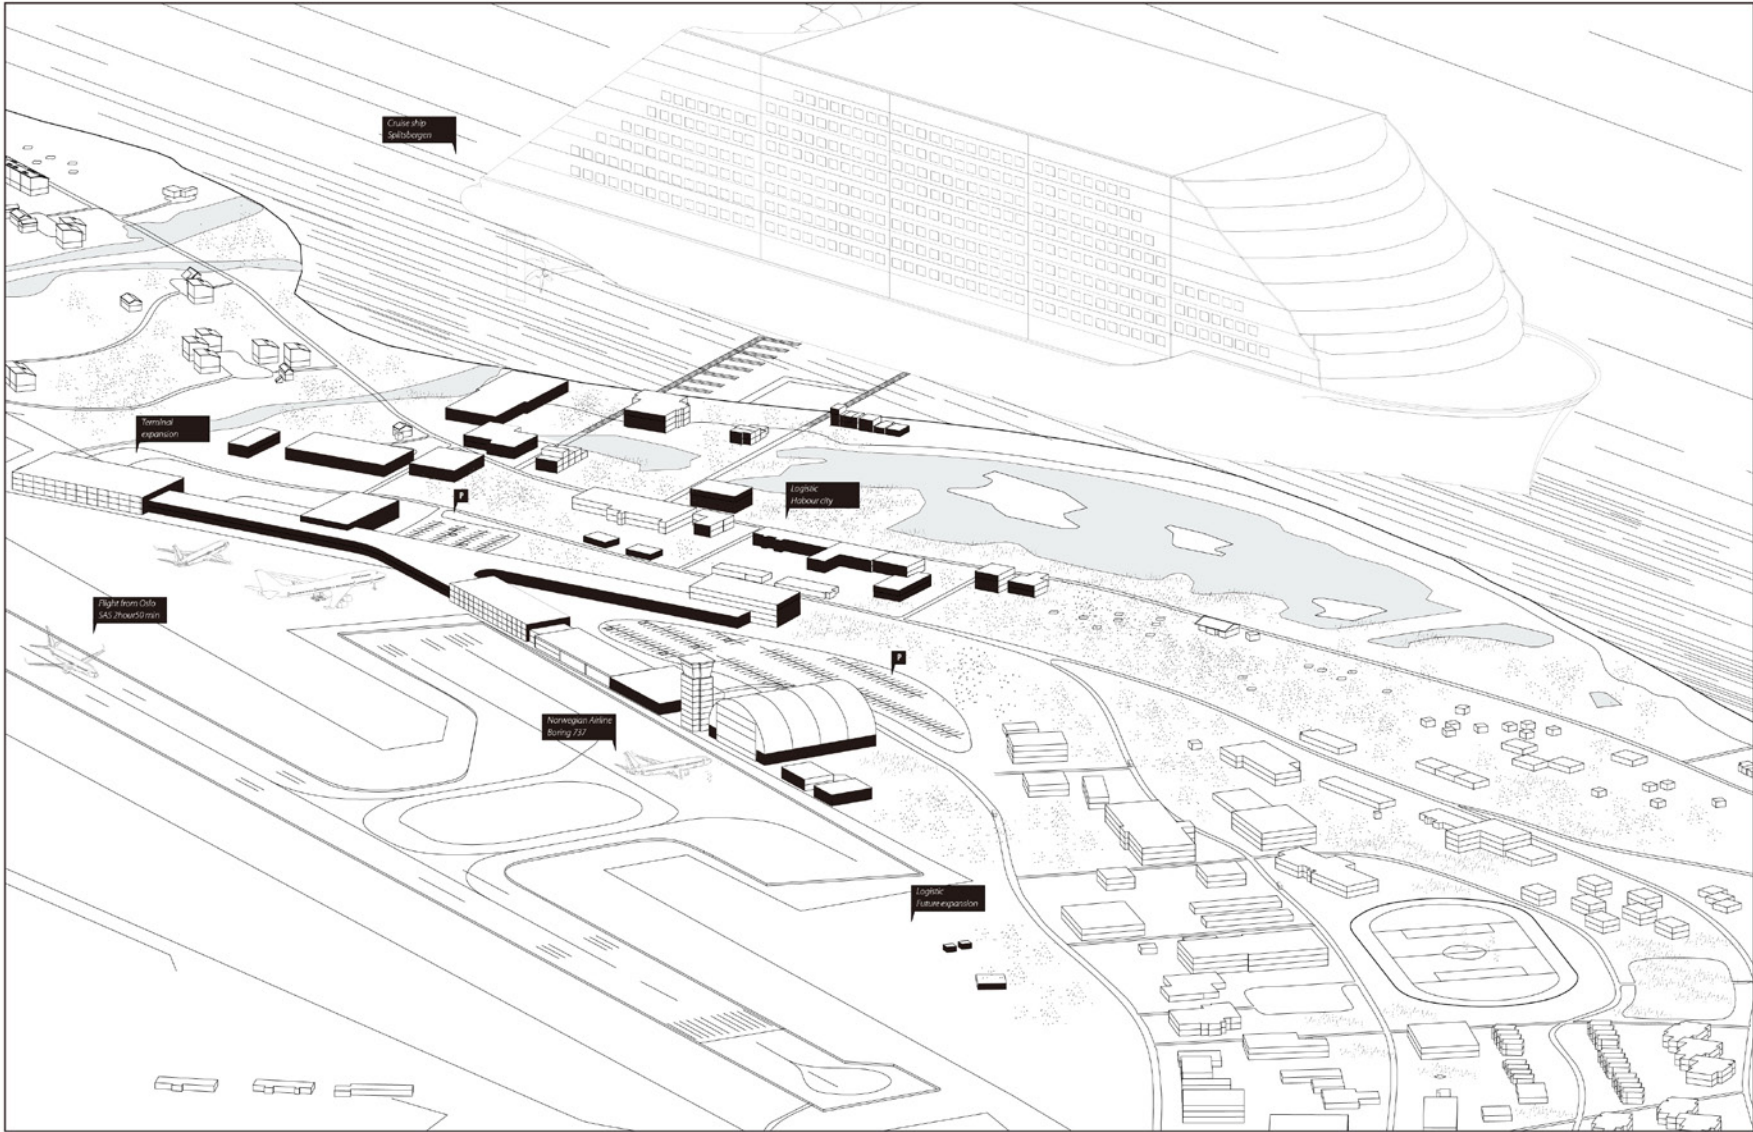 Cruise ship
Splitsbergen
Terminal
expansion
P
Logistic
Habour city
Flight from Oslo
SAS 2hour50 min
P
Norwegian Airline
Boring 737
Logistic
Future expansion